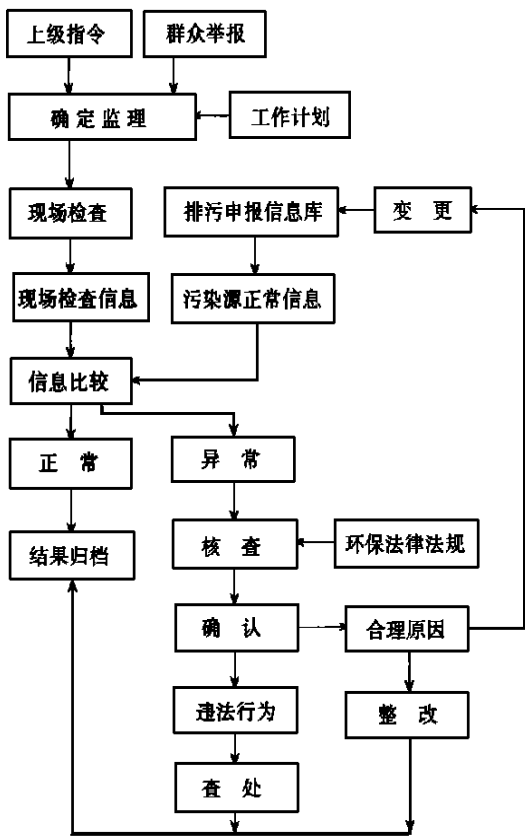 上级指令
群众举报
确定监理
工作计划
现场检查
排污申报信息库
变 更
现场检查信息
污染源正常信息
信息比较
正 常
异 常
结果归档
核 查
环保法律法规
确 认
合理原因
违法行为
整 改
查 处